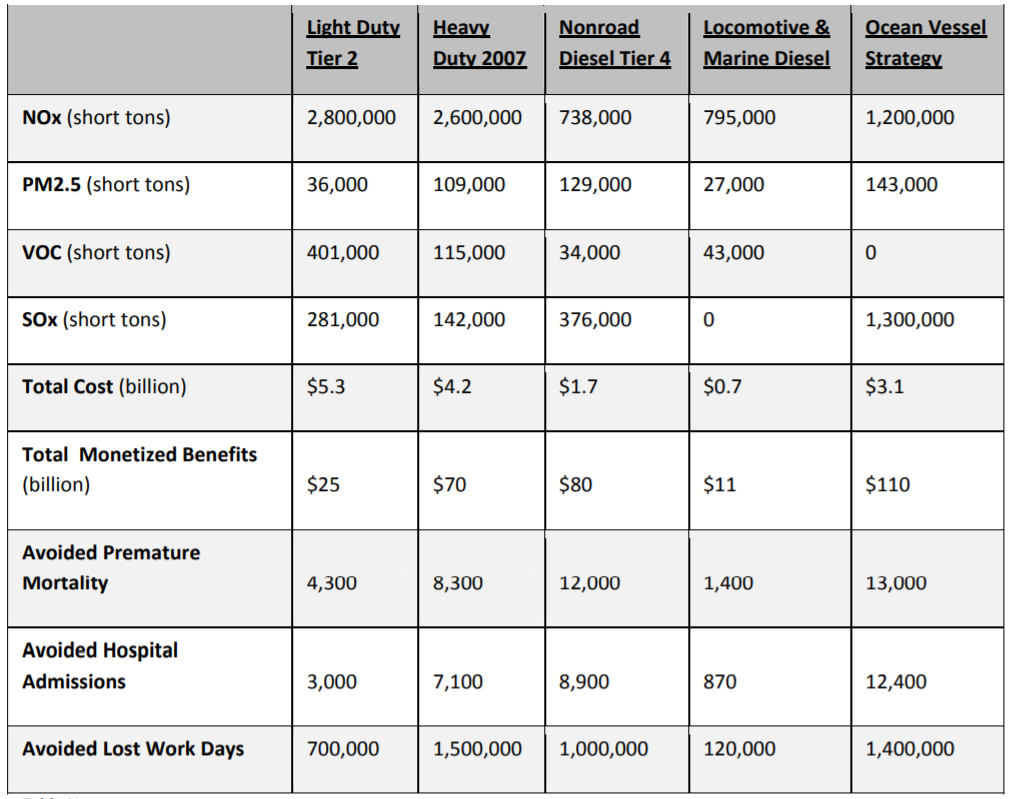 Light Duty Tier 2 Heavy Duty 2007 Nonroad Diesel Tier 4 Locomotive & Marine Diesel Ocean Vessel Strategy
NOx (short tons) 2,800,000 2,600,000 738,000 795,000 1,200,000
PM2.5 (short tons) 36,000 109,000 129,000 27,000 143,000
VOC (short tons) 401,000 115,000 34,000 43,000 0
SOx (short tons) 281,000 142,000 376,000 0 1,300,000
Total Cost (billion) $5.3 $4.2 $1.7 $0.7 $3.1
Total Monetized Benefits
(billion) $25 $70 $80 $11 $110
Avoided Premature
Mortality 4,300 8,300 12,000 1,400 13,000
Avoided Hospital
Admissions 3,000 7,100 8,900 870 12,400
Avoided Lost Work Days 700,000 1,500,000 1,000,000 120,000 1,400,000